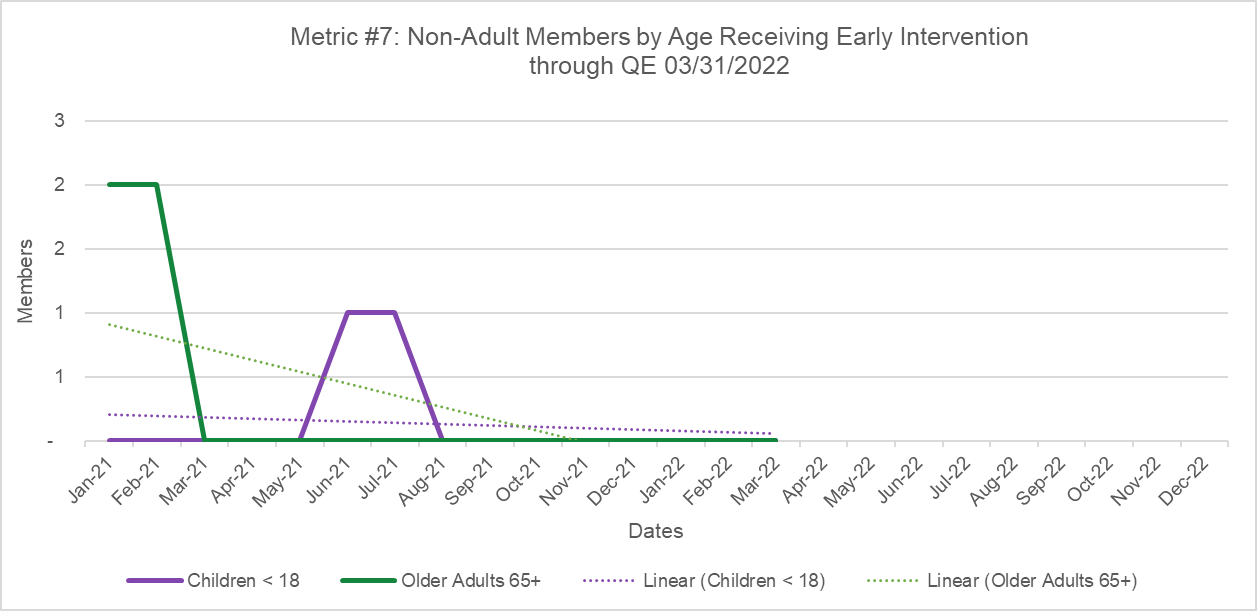 Metric #7: Non-Adult Members by Age Receiving Early Intervention
through QE 03/31/2022
3
2
2
1
1
-
Members
Jan-21
Feb-21
Mar-21
Apr-21
May-21
Jun-21
Jul-21
Aug-21
Sep-21
Oct-21
Nov-21
Dec-21
Jan-22
Feb-22
Mar-22
Apr-22
May-22
Jun-22
Jul-22
Aug-22
Sep-22
Oct-22
Nov-22
Dec-22
Dates
Children < 18
Older Adults 65+
Linear (Children < 18)
Linear (Older Adults 65+)